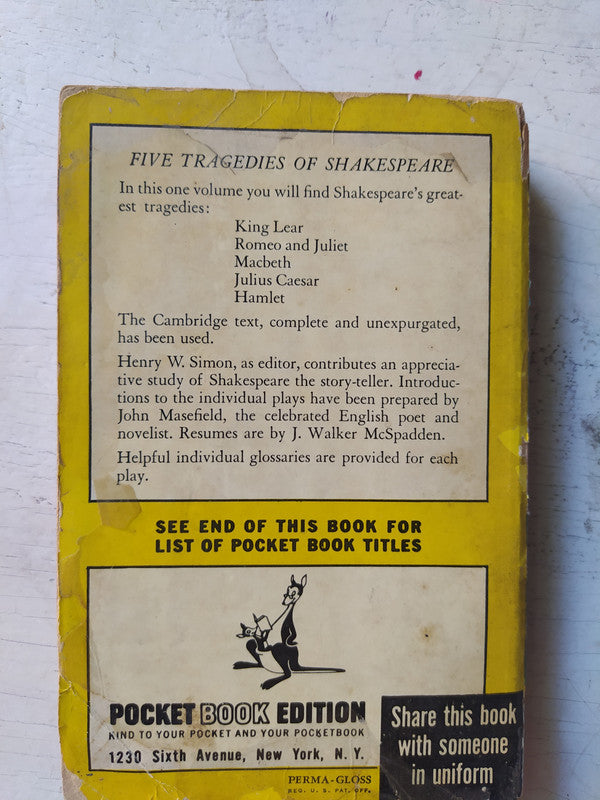 FIVE TRAGEDIES OF SHAKESPEARE
In this one volume you will find Shakespeare's great-
est tragedies:
King Lear
Romeo and Juliet
Macbeth
Julius Caesar
Hamlet
The Cambridge text, complete and unexpurgated,
has been used.
Henry W. Simon, as editor, contributes an apprecia-
tive study of Shakespeare the story-teller. Introduc-
tions to the individual plays have been prepared by
John Masefield, the celebrated English poet and
novelist. Resumes are by J. Walker McSpadden.
Helpful individual glossaries are provided for each
play.
SEE END OF THIS BOOK FOR
LIST OF POCKET BOOK TITLES
POCKET BOOK EDITION
KIND TO YOUR POCKET AND YOUR POCKETBOOK
1230 Sixth Avenue, New York, N. Y.
PERMA-GLOSS
REG. U. S. PAT. OFF.
Share this book
with someone
in uniform